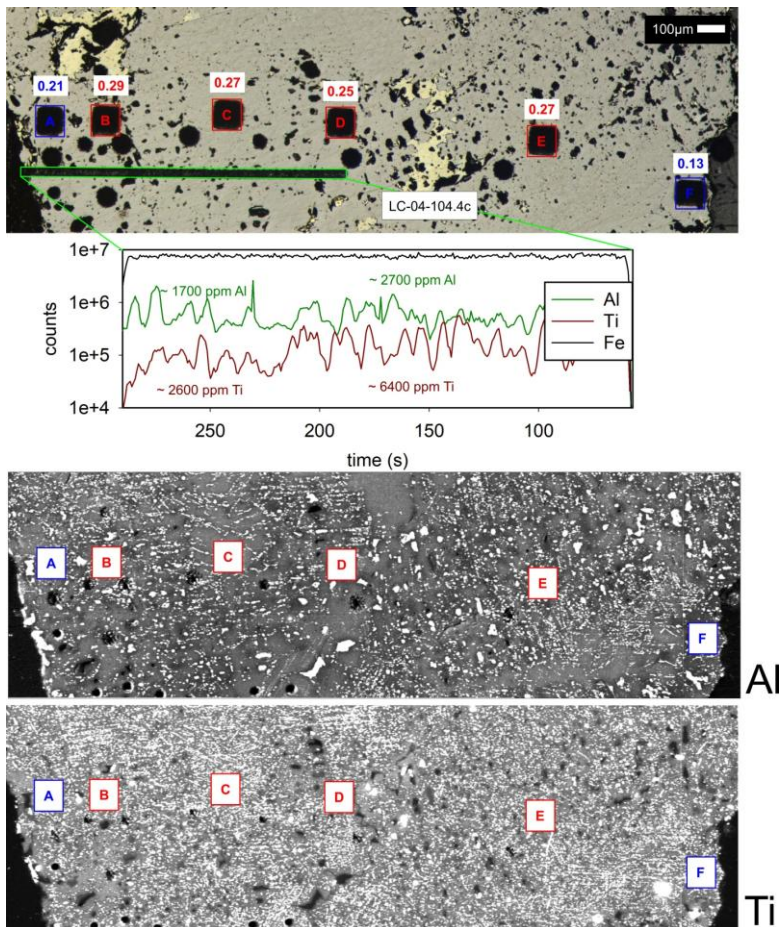 100µm
0.21 0.29 0.27 0.25 0.27 0.13
A B C D E F
LC-04-104.4c
1e+7
1e+6
1e+5
1e+4
counts
~ 1700 ppm Al
~ 2700 ppm Al
~ 2600 ppm Ti
~ 6400 ppm Ti
Al
Ti
Fe
250 200 150 100
time (s)
A B C D E F
Al
A B C D E F
Ti